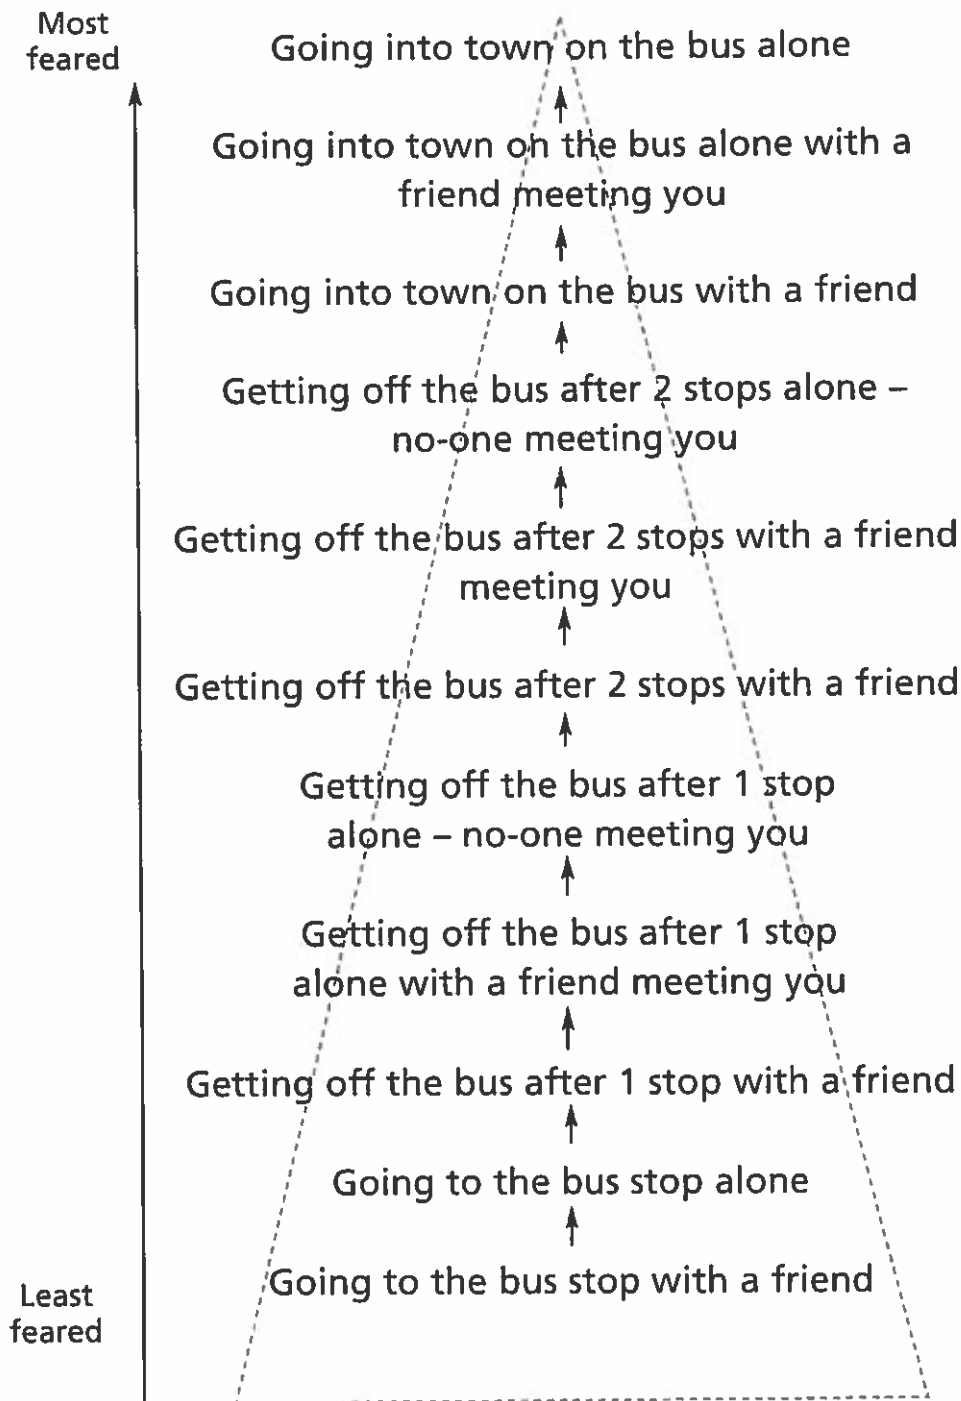 Most
feared
Going into town on the bus alone
Going into town on the bus alone with a
friend meeting you
Going into town on the bus with a friend
Getting off the bus after 2 stops alone –
no-one meeting you
Getting off the bus after 2 stops with a friend
meeting you
Getting off the bus after 2 stops with a friend
Getting off the bus after 1 stop
alone – no-one meeting you
Getting off the bus after 1 stop
alone with a friend meeting you
Getting off the bus after 1 stop with a friend
Going to the bus stop alone
Going to the bus stop with a friend
Least
feared